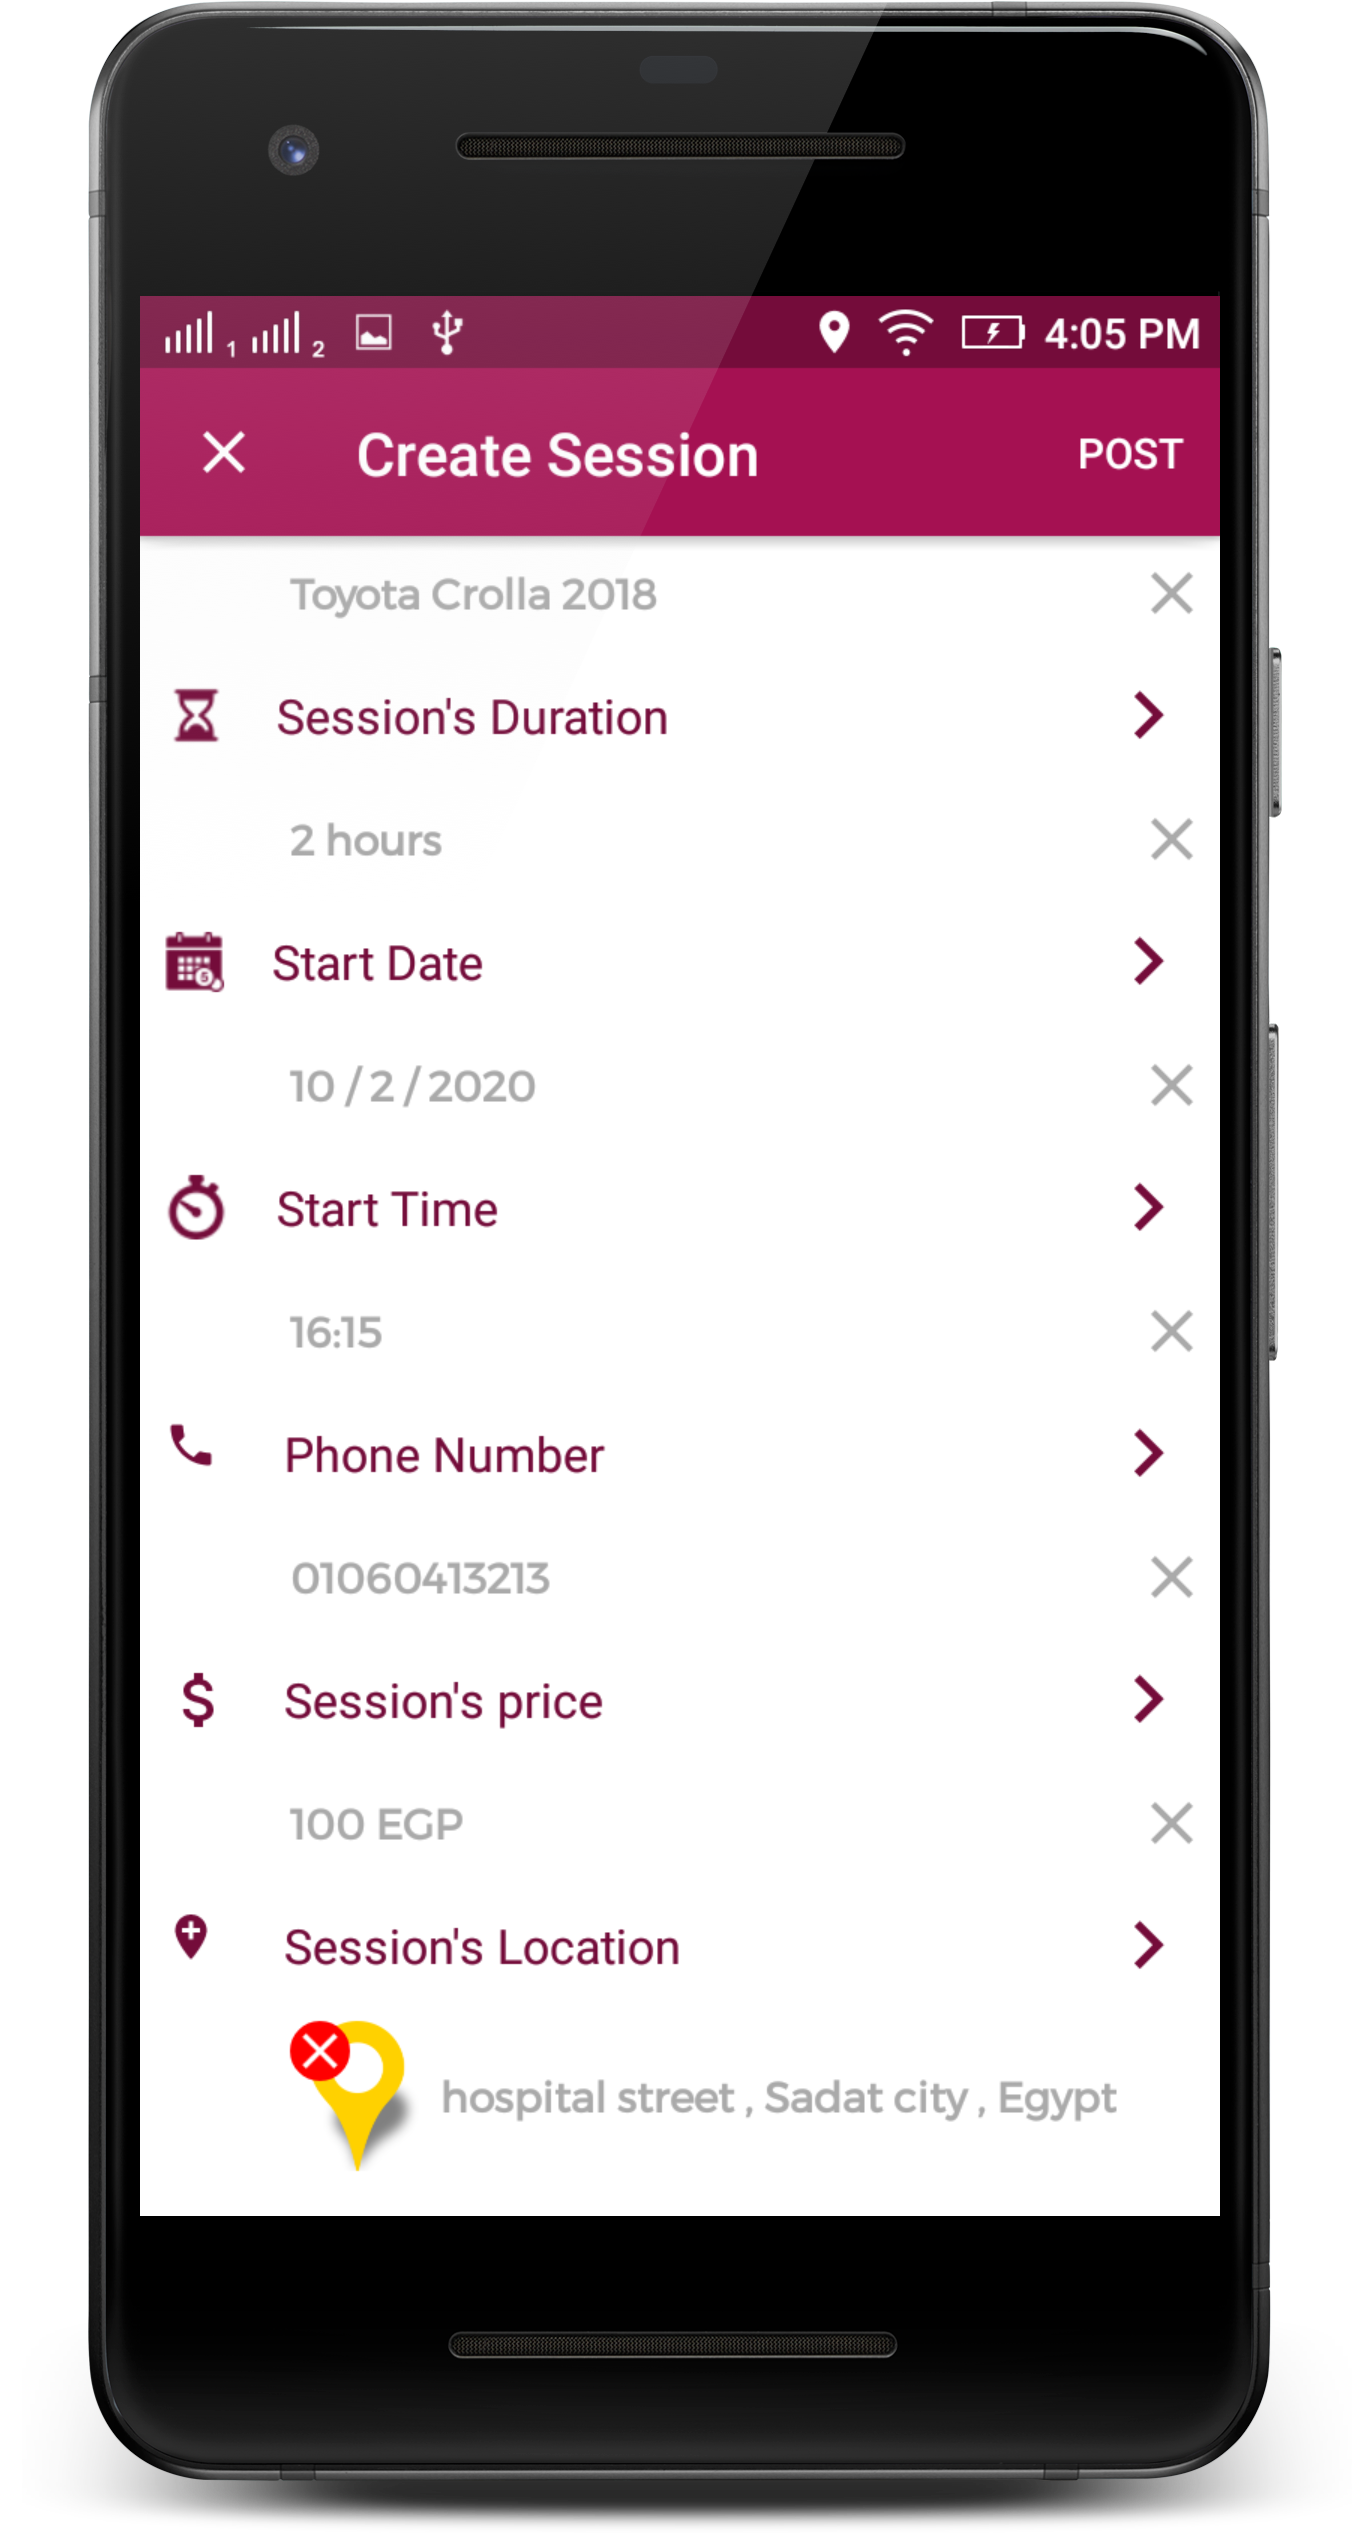 1 2 4:05 PM
Create Session POST
Toyota Crolla 2018
Session's Duration
2 hours
Start Date
10 / 2 / 2020
Start Time
16:15
Phone Number
01060413213
Session's price
100 EGP
Session's Location
hospital street , Sadat city , Egypt